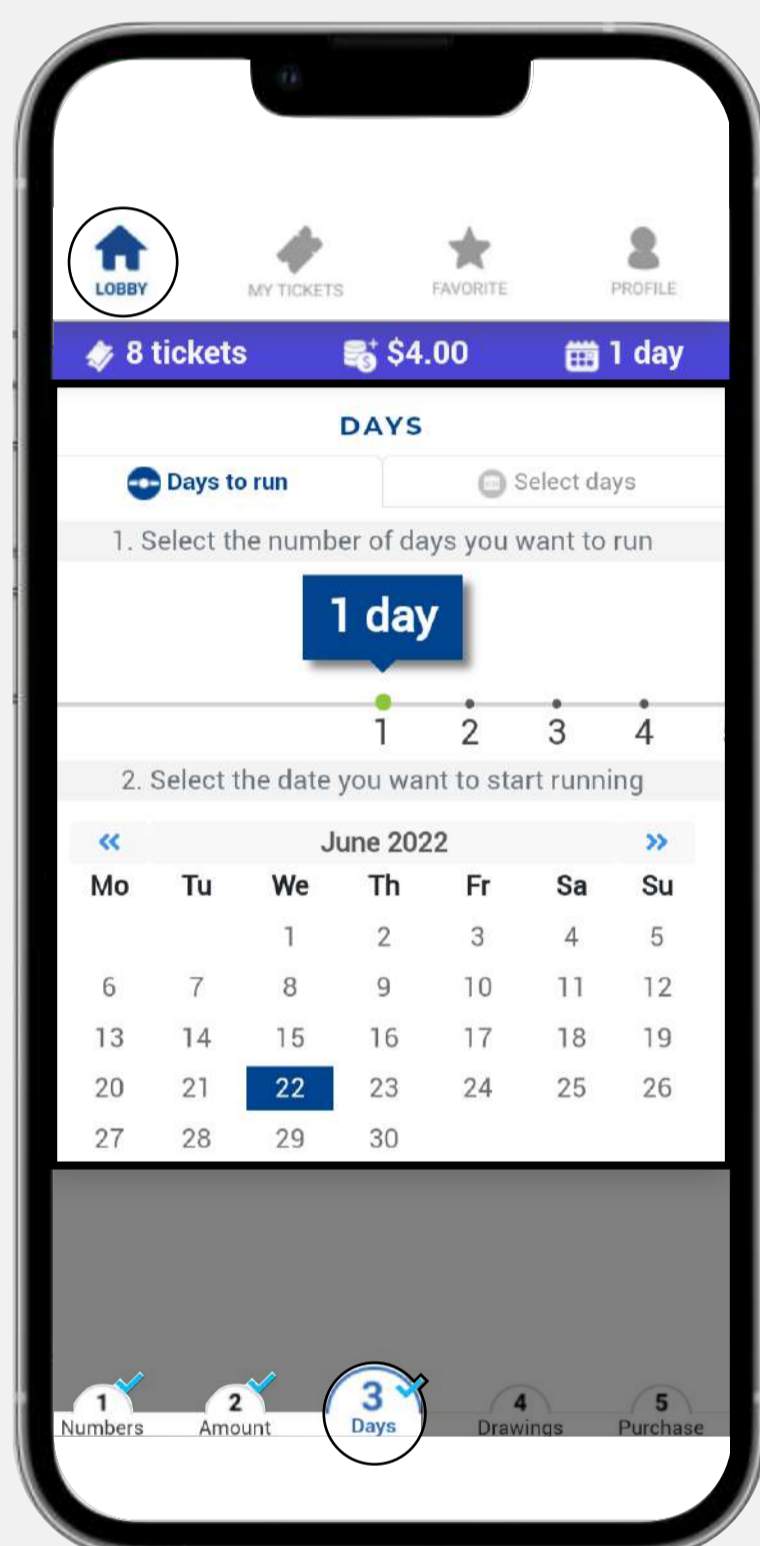 LOBBY MY TICKETS FAVORITE PROFILE
8 tickets $4.00 1 day
DAYS
Days to run Select days
1. Select the number of days you want to run
1 day
1 2 3 4
2. Select the date you want to start running
« June 2022 »
Mo Tu We Th Fr Sa Su
1 2 3 4 5
6 7 8 9 10 11 12
13 14 15 16 17 18 19
20 21 22 23 24 25 26
27 28 29 30
1 2 3 4 5
Numbers Amount Days Drawings Purchase